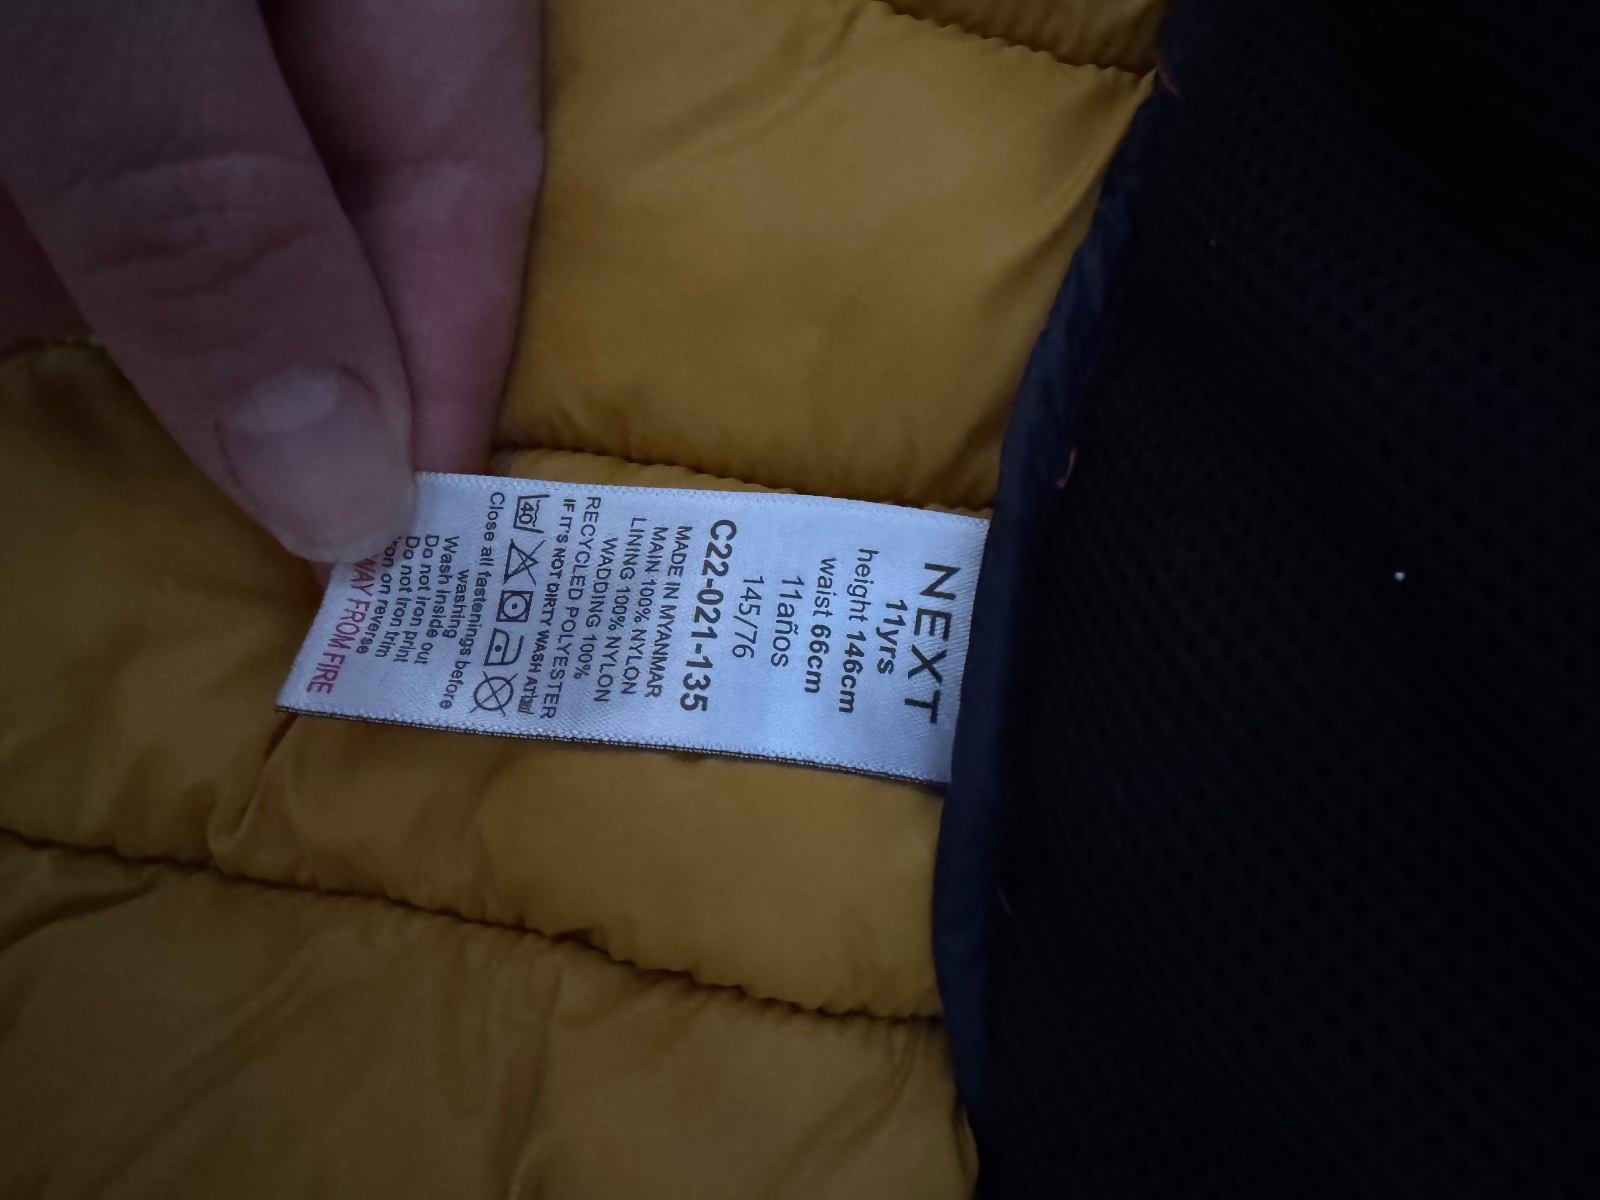 NEXT
11yrs
height 146cm
waist 66cm
11años
145/76
C22-021-135
MADE IN MYANMAR
MAIN 100% NYLON
LINING 100% NYLON
WADDING 100%
RECYCLED POLYESTER
IF IT'S NOT DIRTY WASH AT
40
Close all fastenings before
washing
Wash inside out
Do not iron print
Do not iron trim
on reverse
FROM FIRE